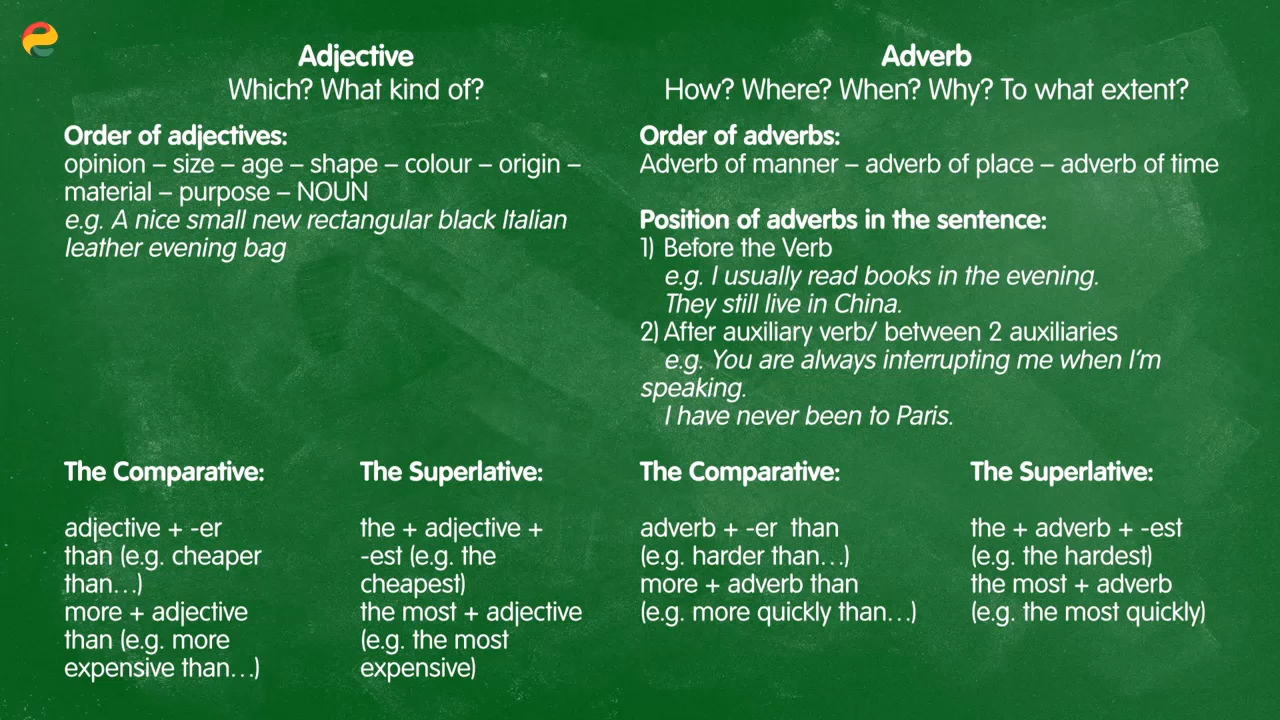 Adjective
Which? What kind of?
Order of adjectives:
opinion – size – age – shape – colour – origin –
material – purpose – NOUN
e.g. A nice small new rectangular black Italian
leather evening bag
The Comparative:
adjective + -er
than (e.g. cheaper
than…)
more + adjective
than (e.g. more
expensive than…)
The Superlative:
the + adjective +
-est (e.g. the
cheapest)
the most + adjective
(e.g. the most
expensive)
Adverb
How? Where? When? Why? To what extent?
Order of adverbs:
Adverb of manner – adverb of place – adverb of time
Position of adverbs in the sentence:
1) Before the Verb
e.g. I usually read books in the evening.
They still live in China.
2) After auxiliary verb/ between 2 auxiliaries
e.g. You are always interrupting me when I'm
speaking.
I have never been to Paris.
The Comparative:
adverb + -er than
(e.g. harder than…)
more + adverb than
(e.g. more quickly than…)
The Superlative:
the + adverb + -est
(e.g. the hardest)
the most + adverb
(e.g. the most quickly)